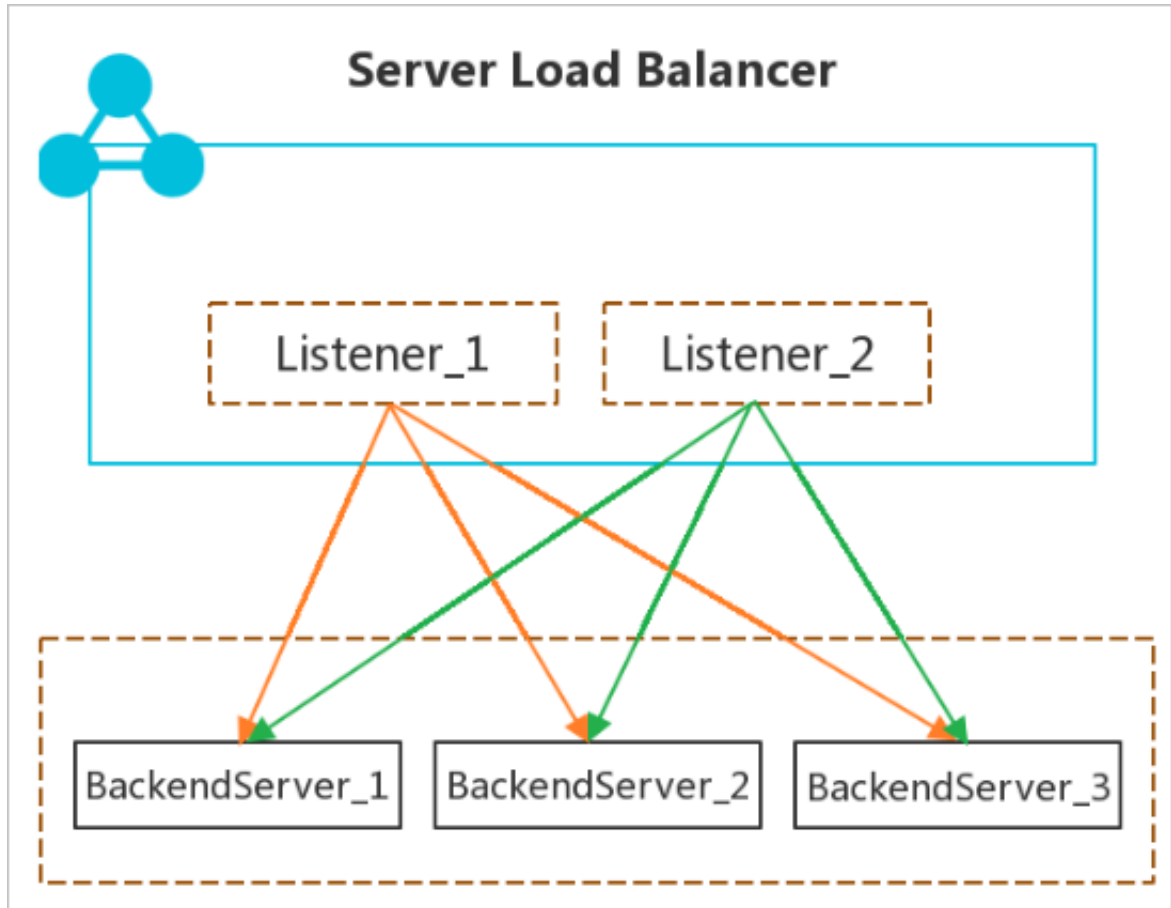 Server Load Balancer
Listener_1
Listener_2
BackendServer_1
BackendServer_2
BackendServer_3